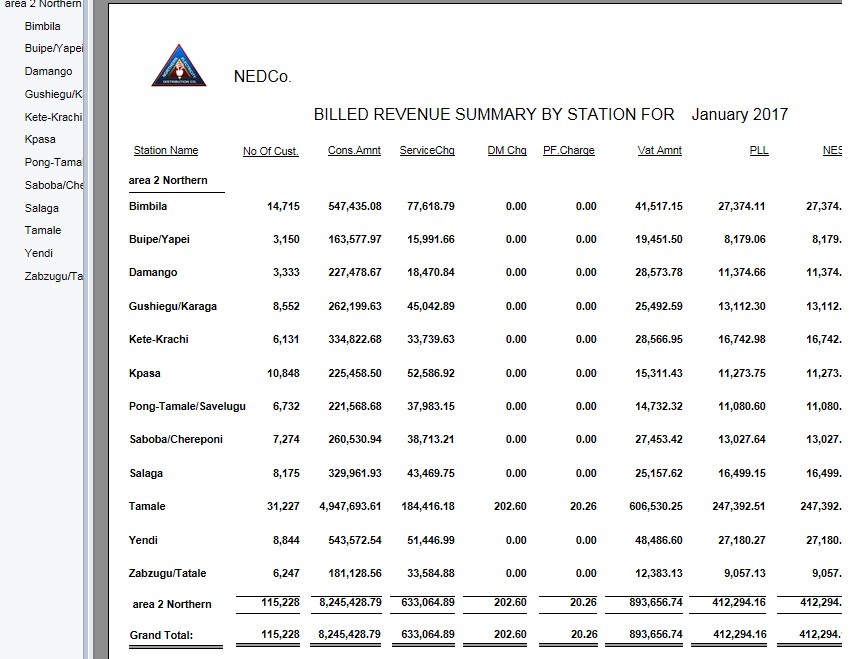 area 2 Northern
Bimbila
Buipe/Yapei
Damango
Gushiegu/K
Kete-Krachi
Kpasa
Pong-Tama
Saboba/Che
Salaga
Tamale
Yendi
Zabzugu/Ta
NEDCo.
BILLED REVENUE SUMMARY BY STATION FOR January 2017
Station Name No Of Cust. Cons.Amnt ServiceChg DM Chg PF.Charge Vat Amnt PLL NES
area 2 Northern
Bimbila 14,715 547,435.08 77,618.79 0.00 0.00 41,517.15 27,374.11 27,374.
Buipe/Yapei 3,150 163,577.97 15,991.66 0.00 0.00 19,451.50 8,179.06 8,179.
Damango 3,333 227,478.67 18,470.84 0.00 0.00 28,573.78 11,374.66 11,374.
Gushiegu/Karaga 8,552 262,199.63 45,042.89 0.00 0.00 25,492.59 13,112.30 13,112.
Kete-Krachi 6,131 334,822.68 33,739.63 0.00 0.00 28,566.95 16,742.98 16,742.
Kpasa 10,848 225,458.50 52,586.92 0.00 0.00 15,311.43 11,273.75 11,273.
Pong-Tamale/Savelugu 6,732 221,568.68 37,983.15 0.00 0.00 14,732.32 11,080.60 11,080.
Saboba/Chereponi 7,274 260,530.94 38,713.21 0.00 0.00 27,453.42 13,027.64 13,027.
Salaga 8,175 329,961.93 43,469.75 0.00 0.00 25,157.62 16,499.15 16,499.
Tamale 31,227 4,947,693.61 184,416.18 202.60 20.26 606,530.25 247,392.51 247,392.
Yendi 8,844 543,572.54 51,446.99 0.00 0.00 48,486.60 27,180.27 27,180.
Zabzugu/Tatale 6,247 181,128.56 33,584.88 0.00 0.00 12,383.13 9,057.13 9,057.
area 2 Northern 115,228 8,245,428.79 633,064.89 202.60 20.26 893,656.74 412,294.16 412,294.
Grand Total: 115,228 8,245,428.79 633,064.89 202.60 20.26 893,656.74 412,294.16 412,294.